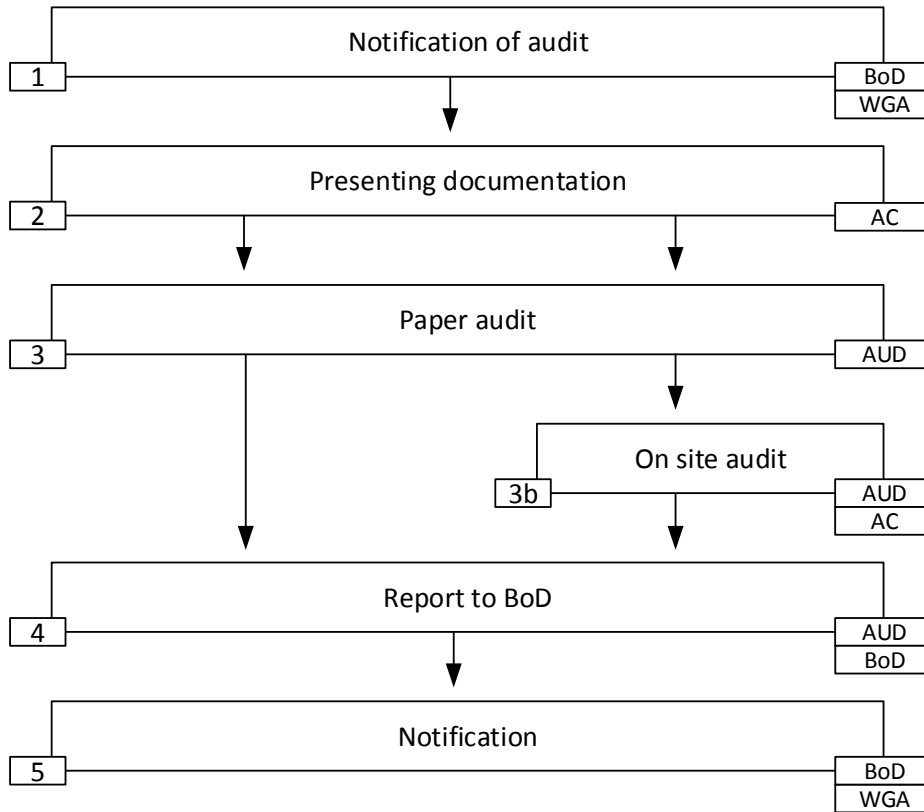 Notification of audit
1
BoD
WGA
Presenting documentation
2
AC
Paper audit
3
AUD
On site audit
3b
AUD
AC
Report to BoD
4
AUD
BoD
Notification
5
BoD
WGA